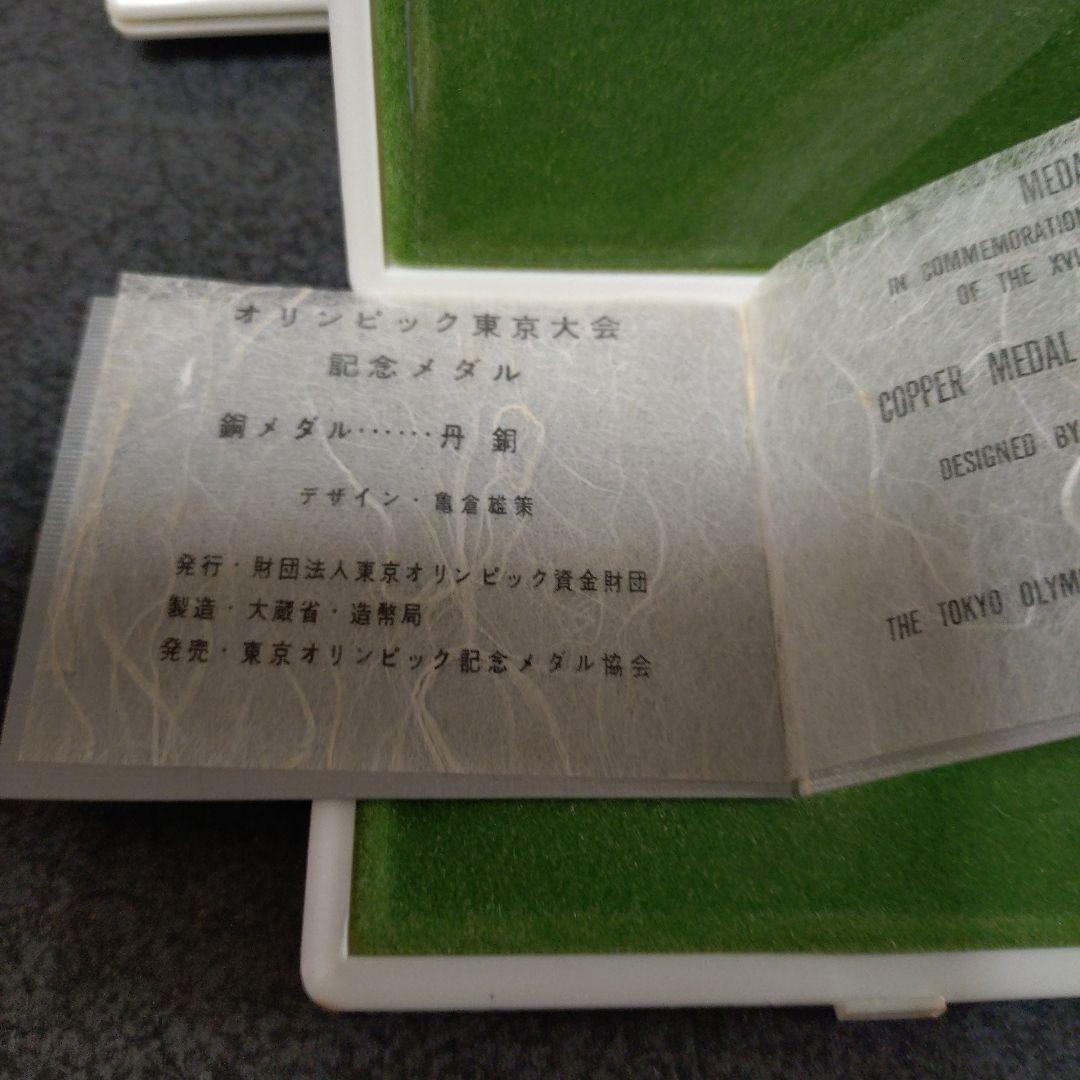 オリンピック東京大会
記念メダル
銅メダル……丹 銅
デザイン・亀倉雄策
発行・財団法人東京オリンピック資金財団
製造・大蔵省・造幣局
発売・東京オリンピック記念メダル協会
IN COMMEMORATION
OF THE
COPPER MEDAL
DESIGNED BY
THE TOKYO